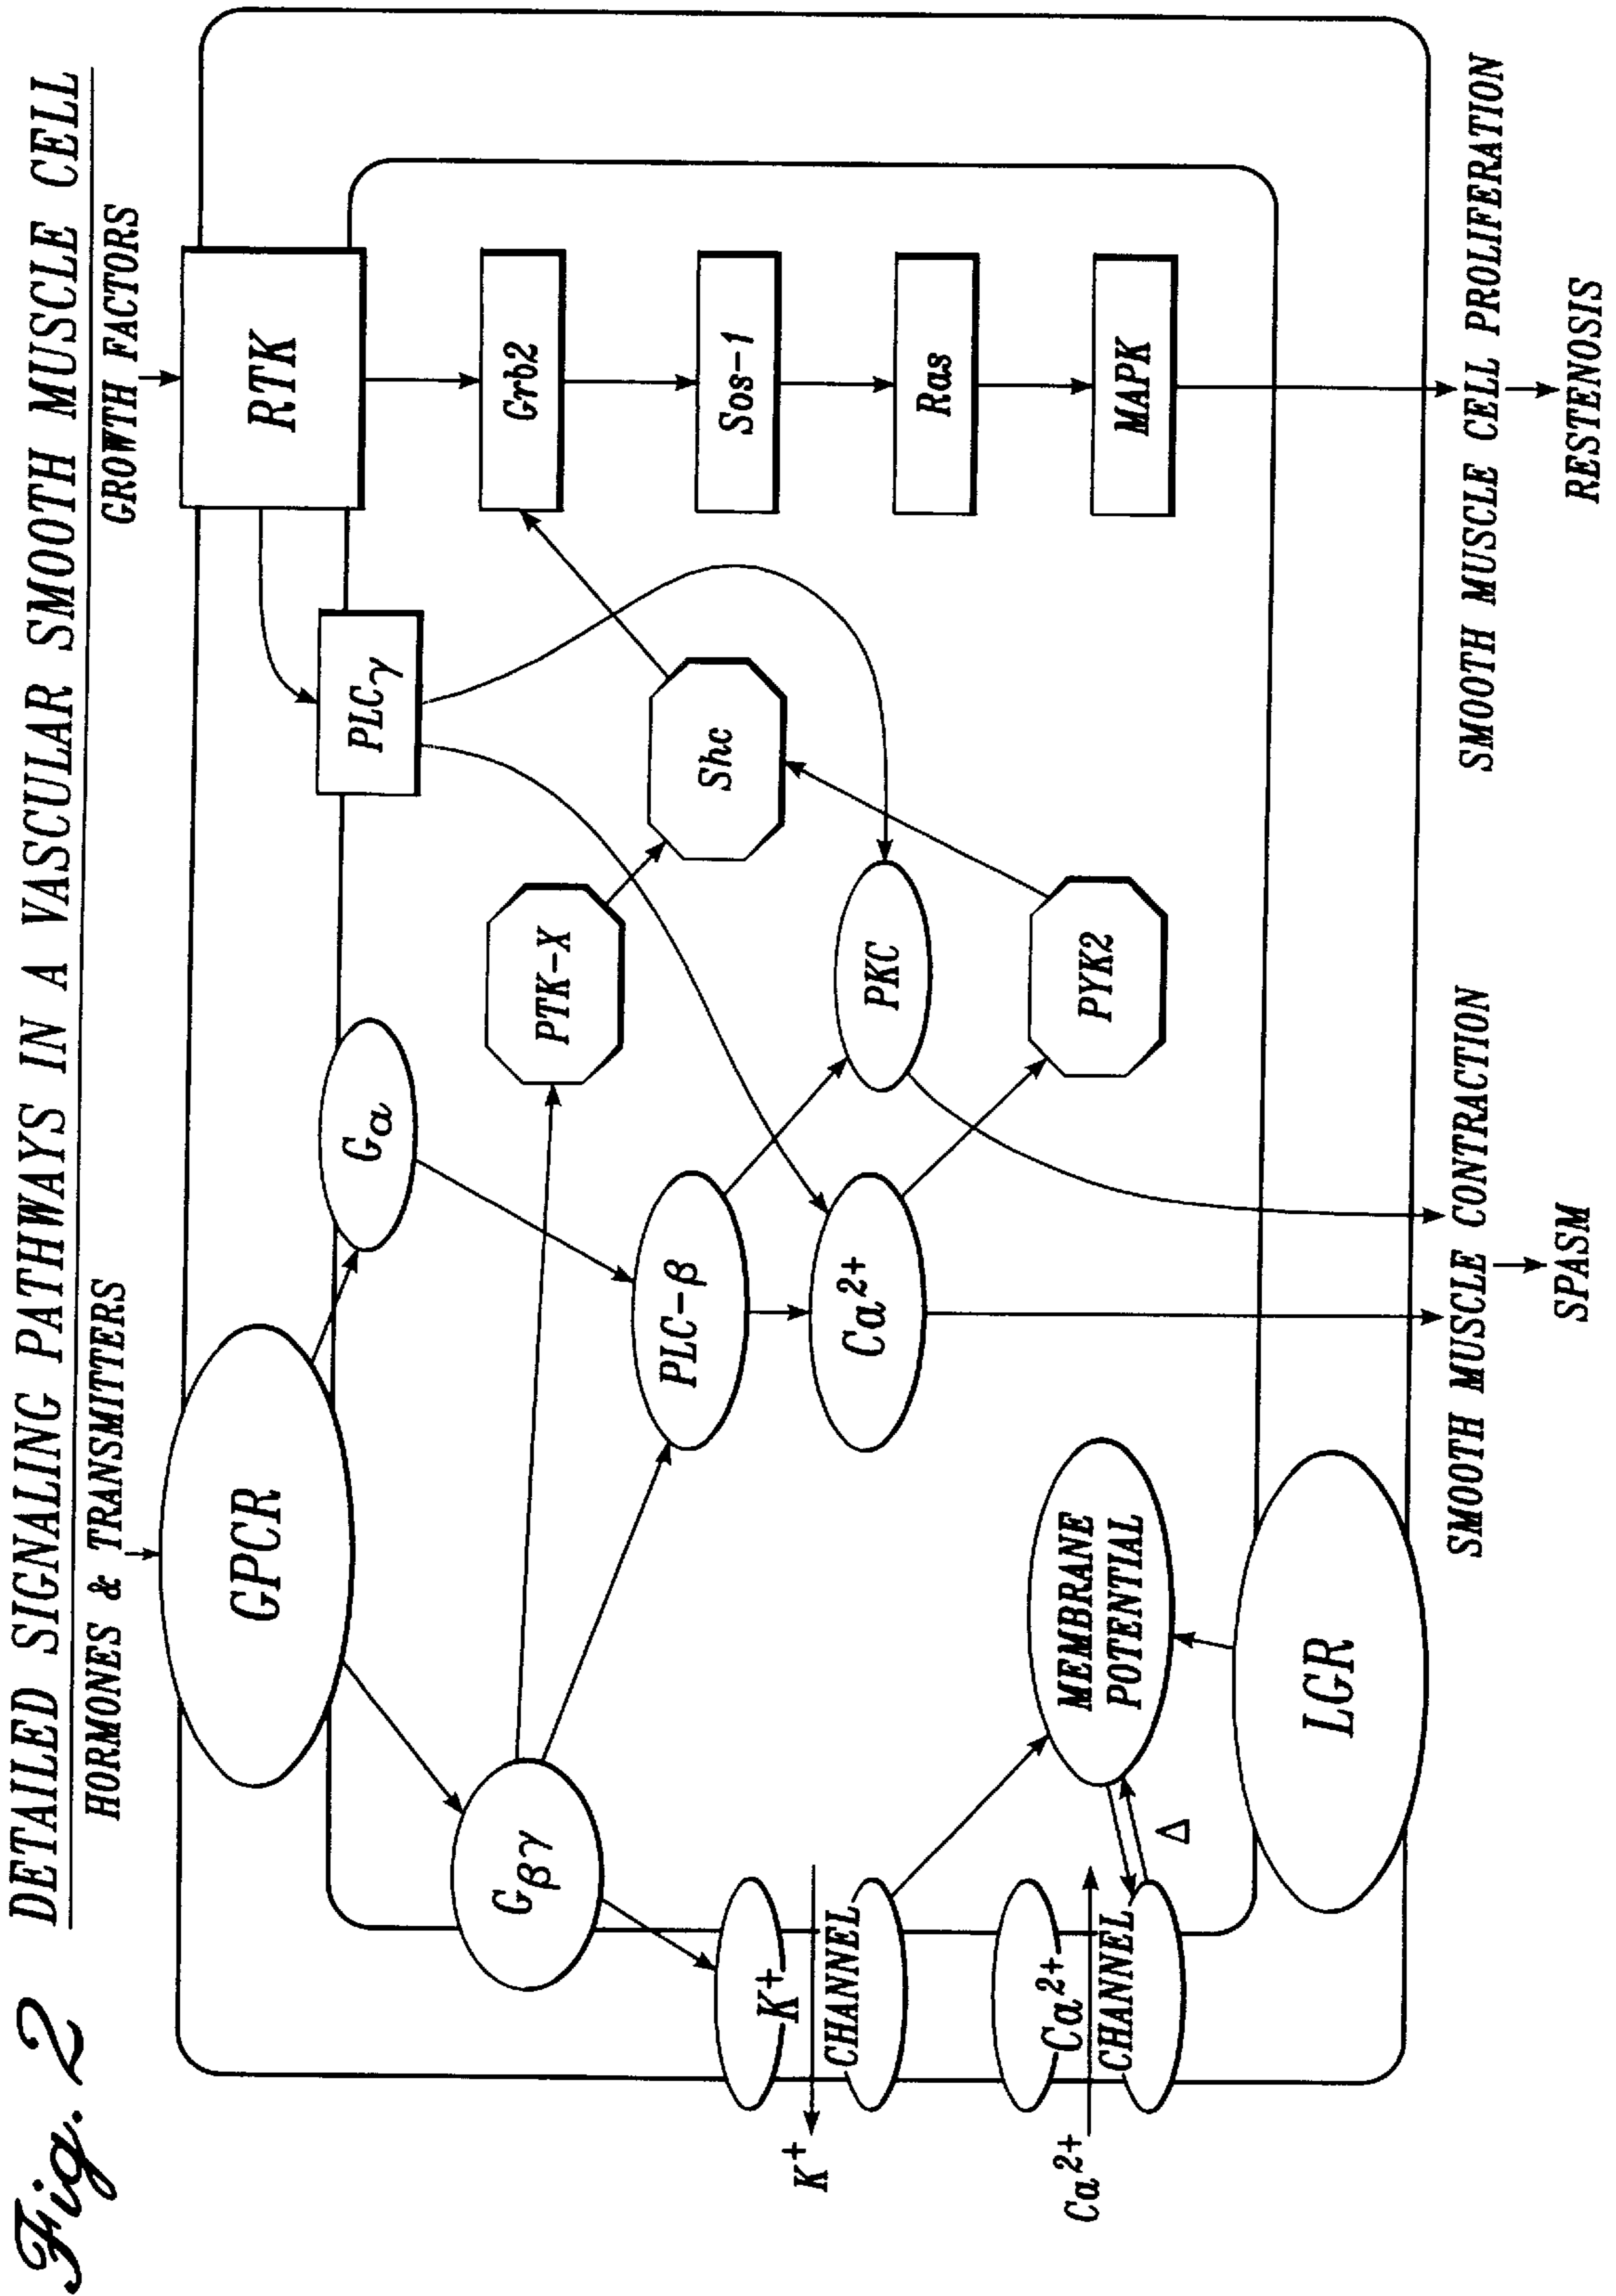 Fig. 2
DETAILED SIGNALING PATHWAYS IN A VASCULAR SMOOTH MUSCLE CELL
HORMONES & TRANSMITTERS
GROWTH FACTORS
GPCR
RTK
Gα
PLCγ
Gβγ
PTK-X
Grb2
PLC-β
Shc
Sos-1
K+
K+
CHANNEL
Ca2+
PKC
Ras
Ca2+
Ca2+
CHANNEL
Δ
MEMBRANE
POTENTIAL
PYK2
MAPK
LGR
SMOOTH MUSCLE CONTRACTION
SMOOTH MUSCLE CELL PROLIFERATION
SPASM
RESTENOSIS